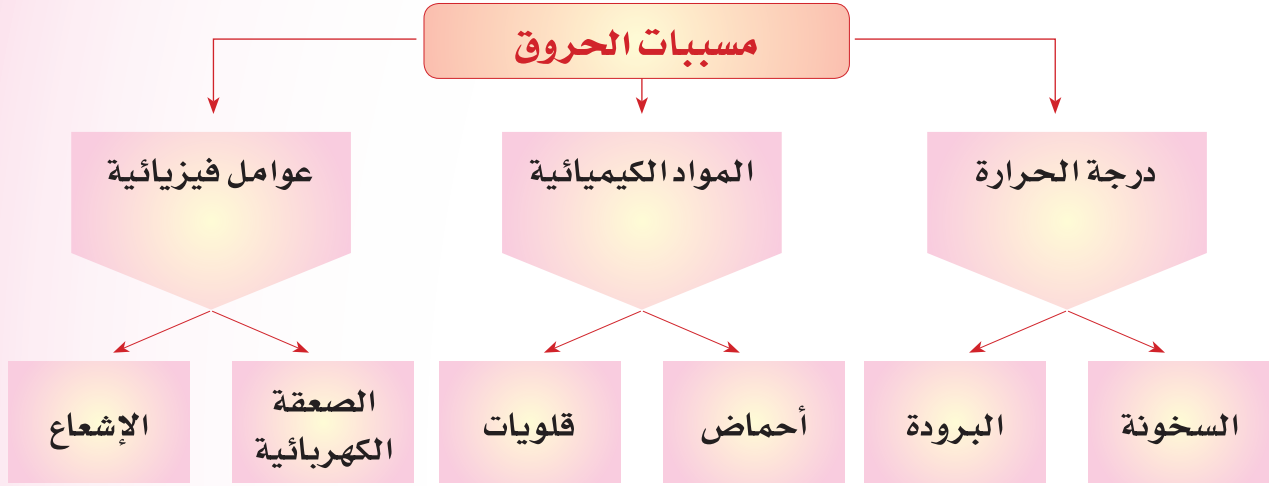 مسببات الحروق
درجة الحرارة
المواد الكيميائية
عوامل فيزيائية
السخونة
البرودة
أحماض
قلويات
الصعقة
الكهربائية
الإشعاع